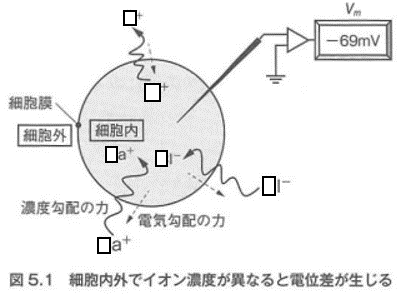 Vm
−69mV
□+
□+
細胞膜
細胞外
細胞内
□a+
□l−
濃度勾配の力
電気勾配の力
□l−
□a+
図 5.1 細胞内外でイオン濃度が異なると電位差が生じる